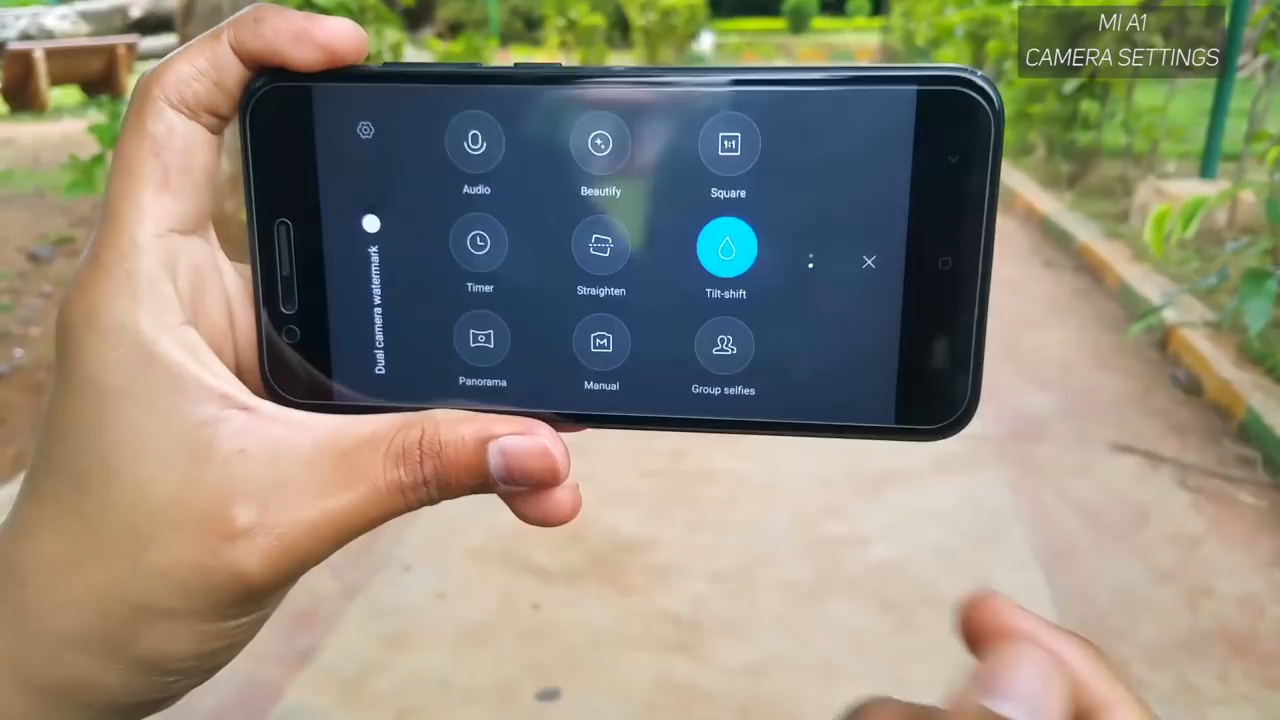 MI A1
CAMERA SETTINGS
1:1
Audio
Beautify
Square
Dual camera watermark
Timer
Straighten
Tilt-shift
M
Panorama
Manual
Group selfies